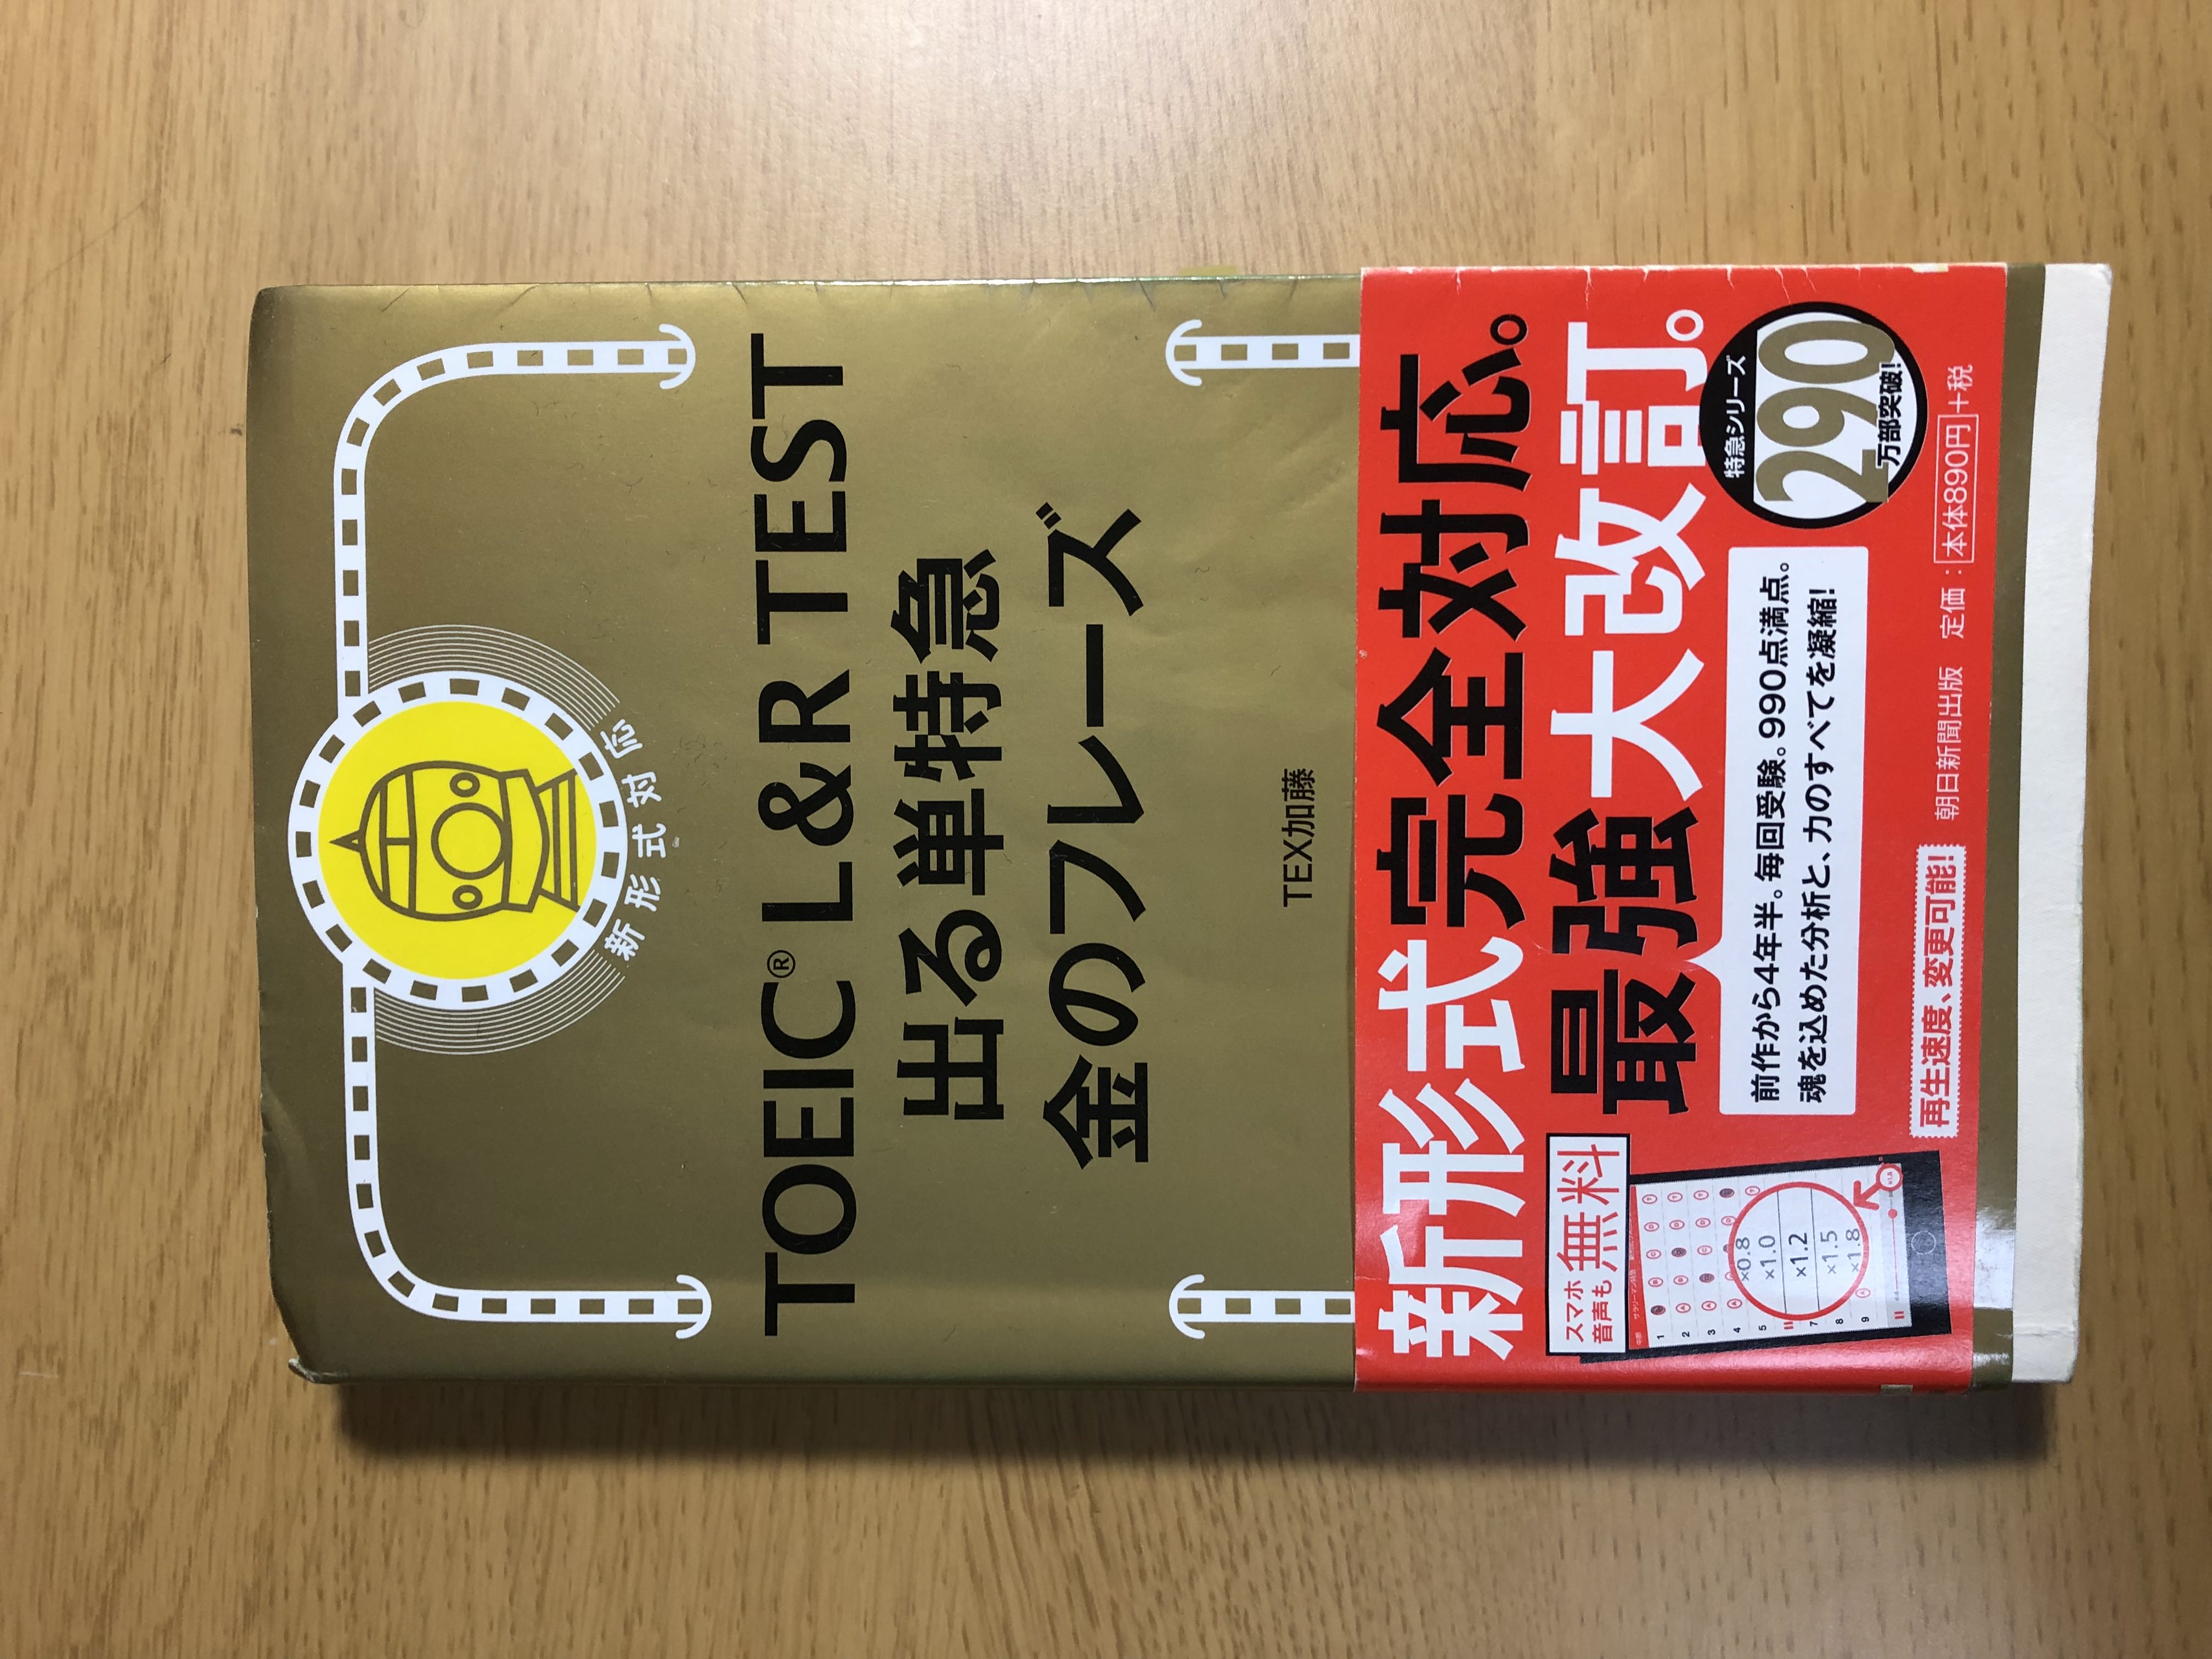 新形式対応
TOEIC® L&R TEST
出る単特急
金のフレーズ
TEX加藤
新形式完全対応。
最強大改訂。
スマホ
音声も無料
前作から4年半。毎回受験。990点満点。
魂を込めた分析と、力のすべてを凝縮!
特急シリーズ
290
万部突破!
×0.8
×1.0
×1.2
×1.5
×1.8
再生速度、変更可能!
朝日新聞出版 定価:本体890円+税